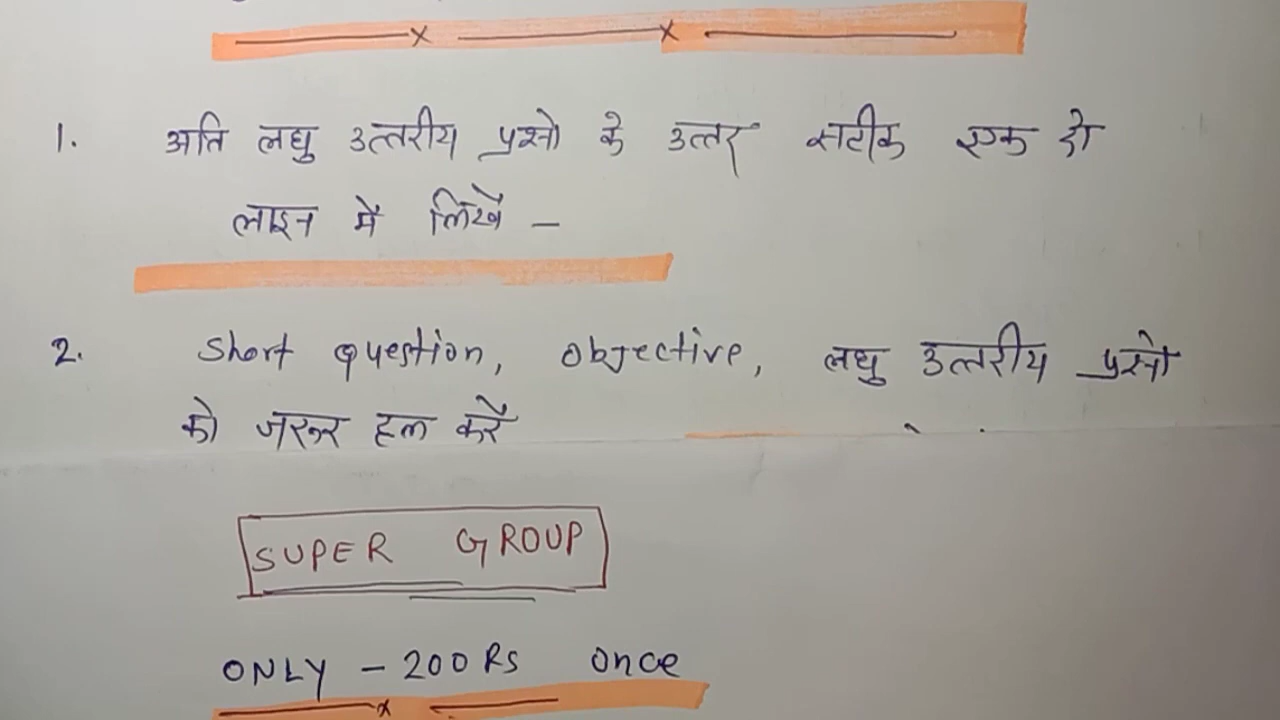 1. अति लघु उत्तरीय प्रश्नो के उत्तर सटीक एक दो
लाइन में लिखें –
2. Short question, objective, लघु उत्तरीय प्रश्नो
को जरूर हल करें
SUPER GROUP
ONLY – 200 Rs once